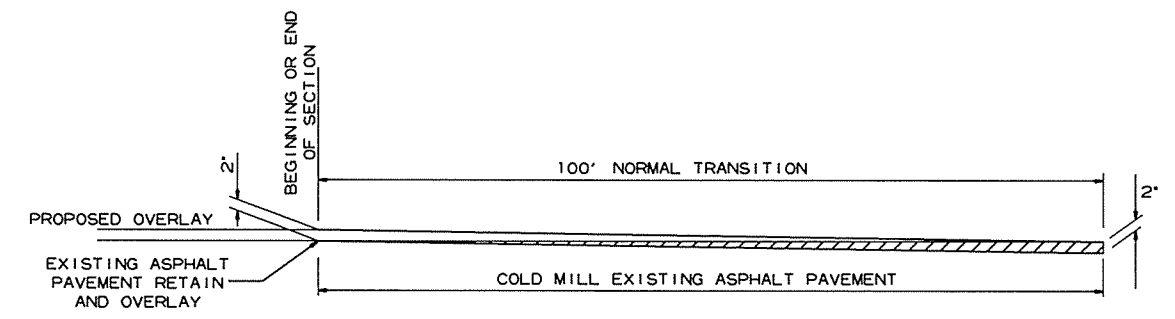 BEGINNING OR END
OF SECTION
2"
100' NORMAL TRANSITION
2"
PROPOSED OVERLAY
EXISTING ASPHALT
PAVEMENT RETAIN
AND OVERLAY
COLD MILL EXISTING ASPHALT PAVEMENT